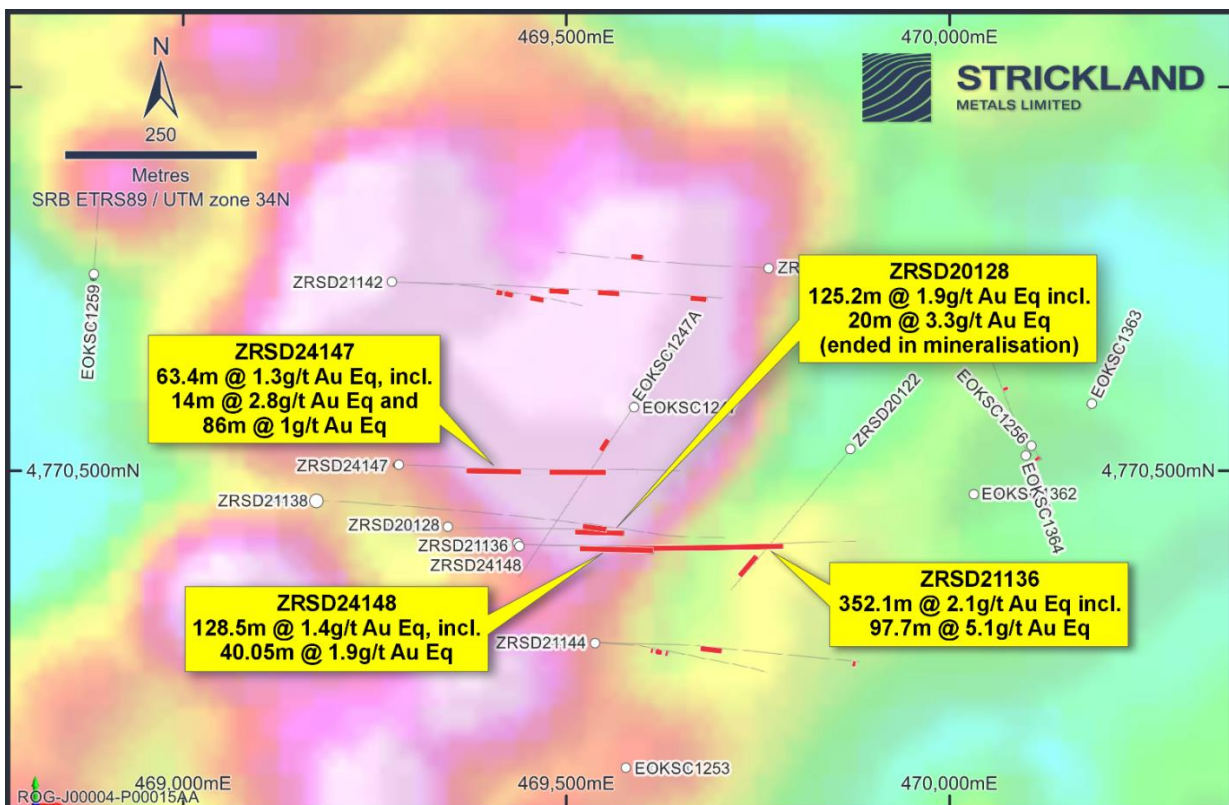 469,500mE
470,000mE
N
250
Metres
SRB ETRS89 / UTM zone 34N
STRICKLAND
METALS LIMITED
EOKSC1259
ZRSD21142
ZRSD20128
125.2m @ 1.9g/t Au Eq incl.
20m @ 3.3g/t Au Eq
(ended in mineralisation)
EOKSC1247A
EOKSC1363
ZRSD24147
63.4m @ 1.3g/t Au Eq, incl.
14m @ 2.8g/t Au Eq and
86m @ 1g/t Au Eq
ZRSD20122
EOKSC1256
4,770,500mN
ZRSD24147
4,770,500mN
ZRSD21138
EOKSC1364
ZRSD20128
ZRSD21136
ZRSD24148
ZRSD21136
352.1m @ 2.1g/t Au Eq incl.
97.7m @ 5.1g/t Au Eq
ZRSD24148
128.5m @ 1.4g/t Au Eq, incl.
40.05m @ 1.9g/t Au Eq
ZRSD21144
EOKSC1253
469,000mE
469,500mE
470,000mE
ROG-J00004-P00015AA